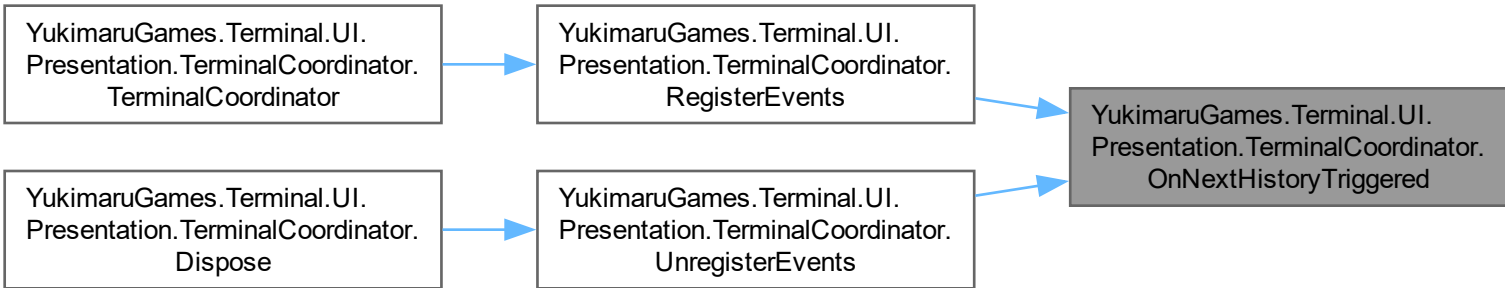 YukimaruGames.Terminal.UI.
Presentation.TerminalCoordinator.
TerminalCoordinator
YukimaruGames.Terminal.UI.
Presentation.TerminalCoordinator.
RegisterEvents
YukimaruGames.Terminal.UI.
Presentation.TerminalCoordinator.
OnNextHistoryTriggered
YukimaruGames.Terminal.UI.
Presentation.TerminalCoordinator.
Dispose
YukimaruGames.Terminal.UI.
Presentation.TerminalCoordinator.
UnregisterEvents